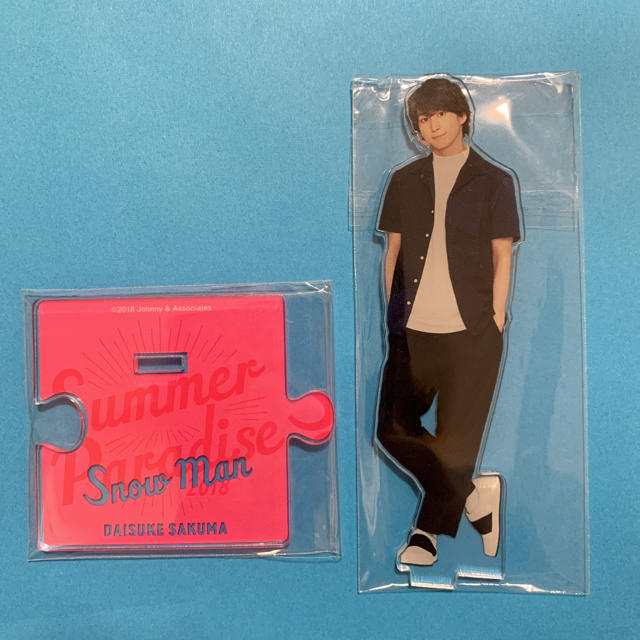 ©2018 Johnny & Associates
Summer
Paradise
2018
Snow Man
DAISUKE SAKUMA